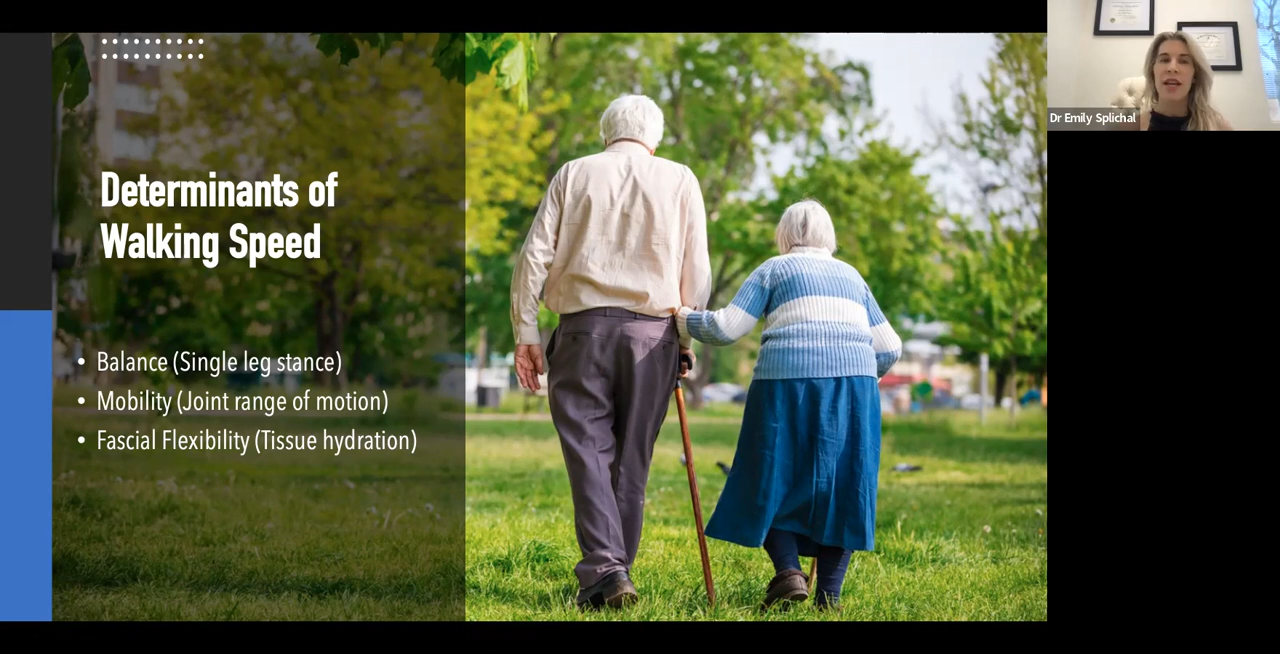 Determinants of
Walking Speed
• Balance (Single leg stance)
• Mobility (Joint range of motion)
• Fascial Flexibility (Tissue hydration)
Dr Emily Splichal